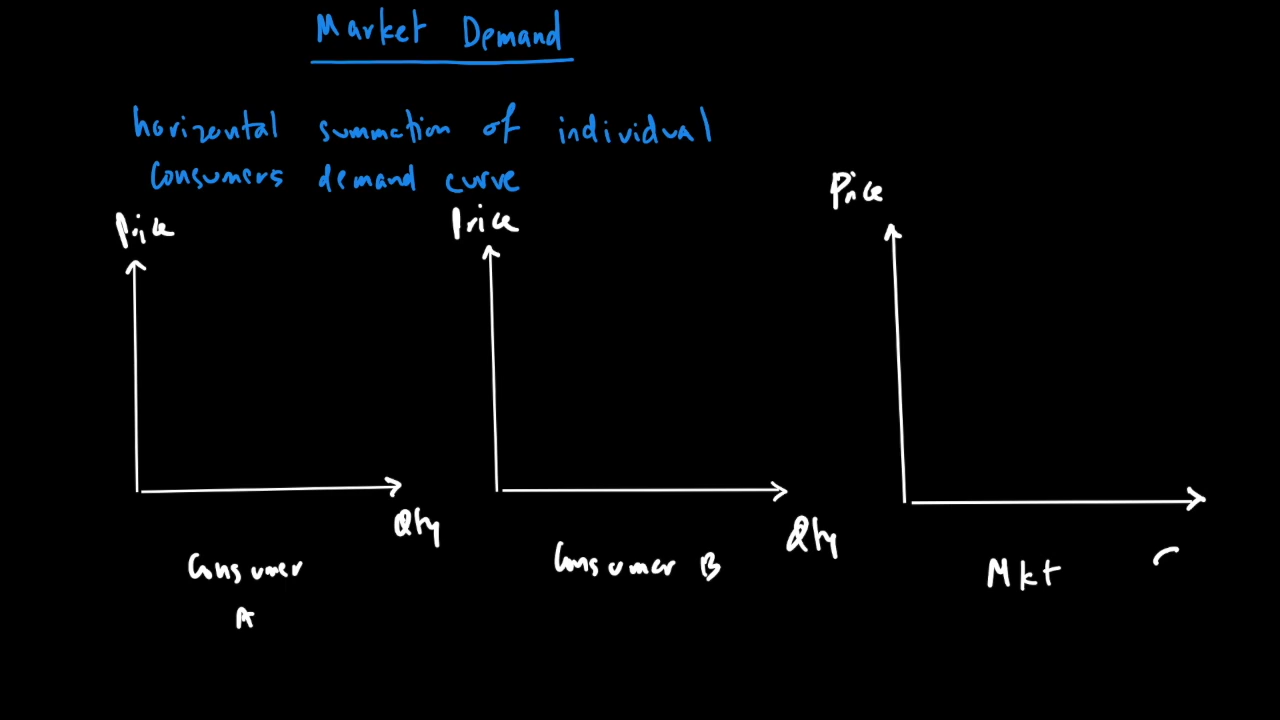 Market Demand
horizontal summation of individual
Consumers demand curve
Price
Price
Price
Qty
Qty
Consumer
A
Consumer B
Mkt